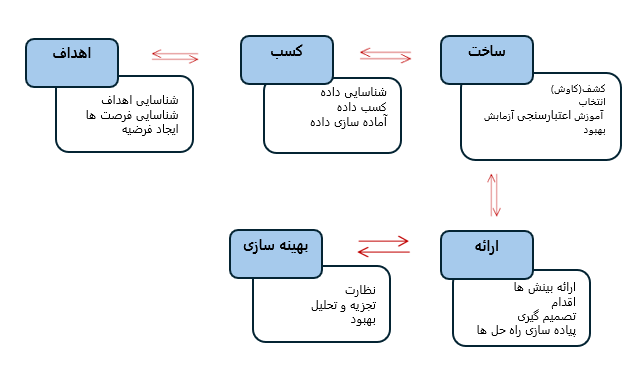 اهداف
شناسایی اهداف
شناسایی فرصت ها
ایجاد فرضیه
کسب
شناسایی داده
کسب داده
آماده سازی داده
ساخت
کشف(کاوش)
انتخاب
آموزش اعتبارسنجی آزمایش
بهبود
ارائه
ارائه بینش ها
اقدام
تصمیم گیری
پیاده سازی راه حل ها
بهینه سازی
نظارت
تجزیه و تحلیل
بهبود